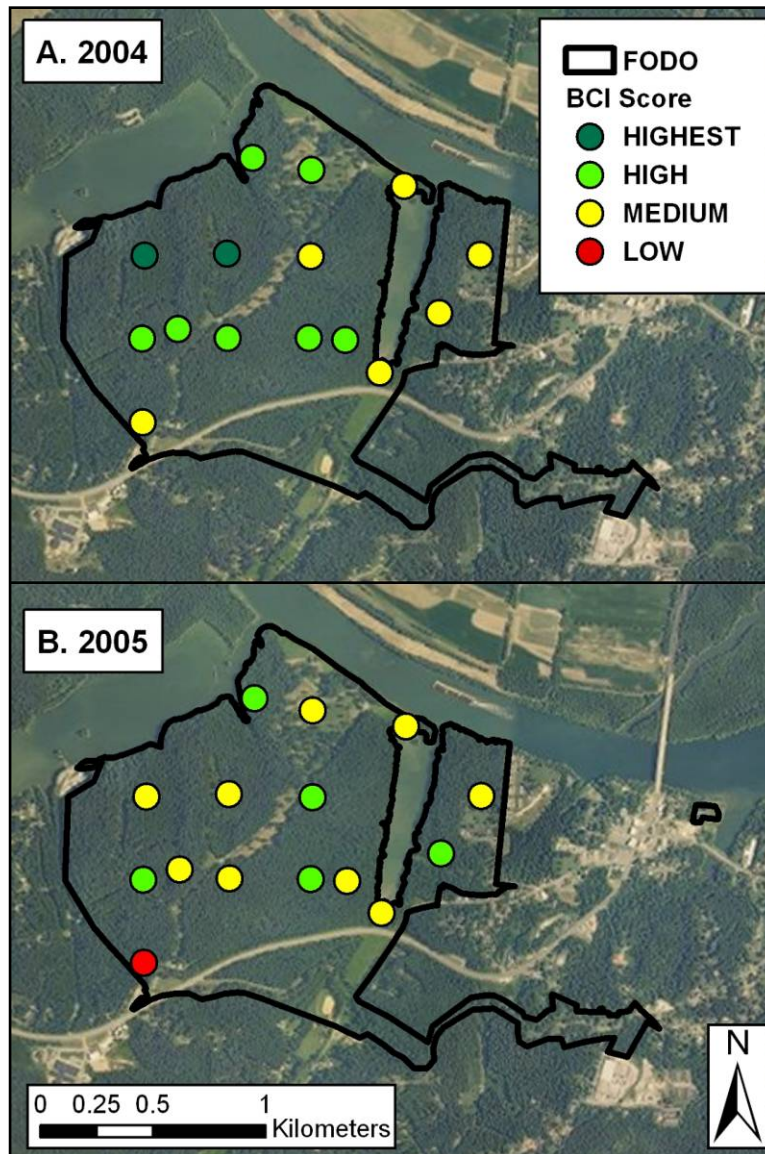 A. 2004
FODO
BCI Score
HIGHEST
HIGH
MEDIUM
LOW
B. 2005
N
0 0.25 0.5 1
Kilometers